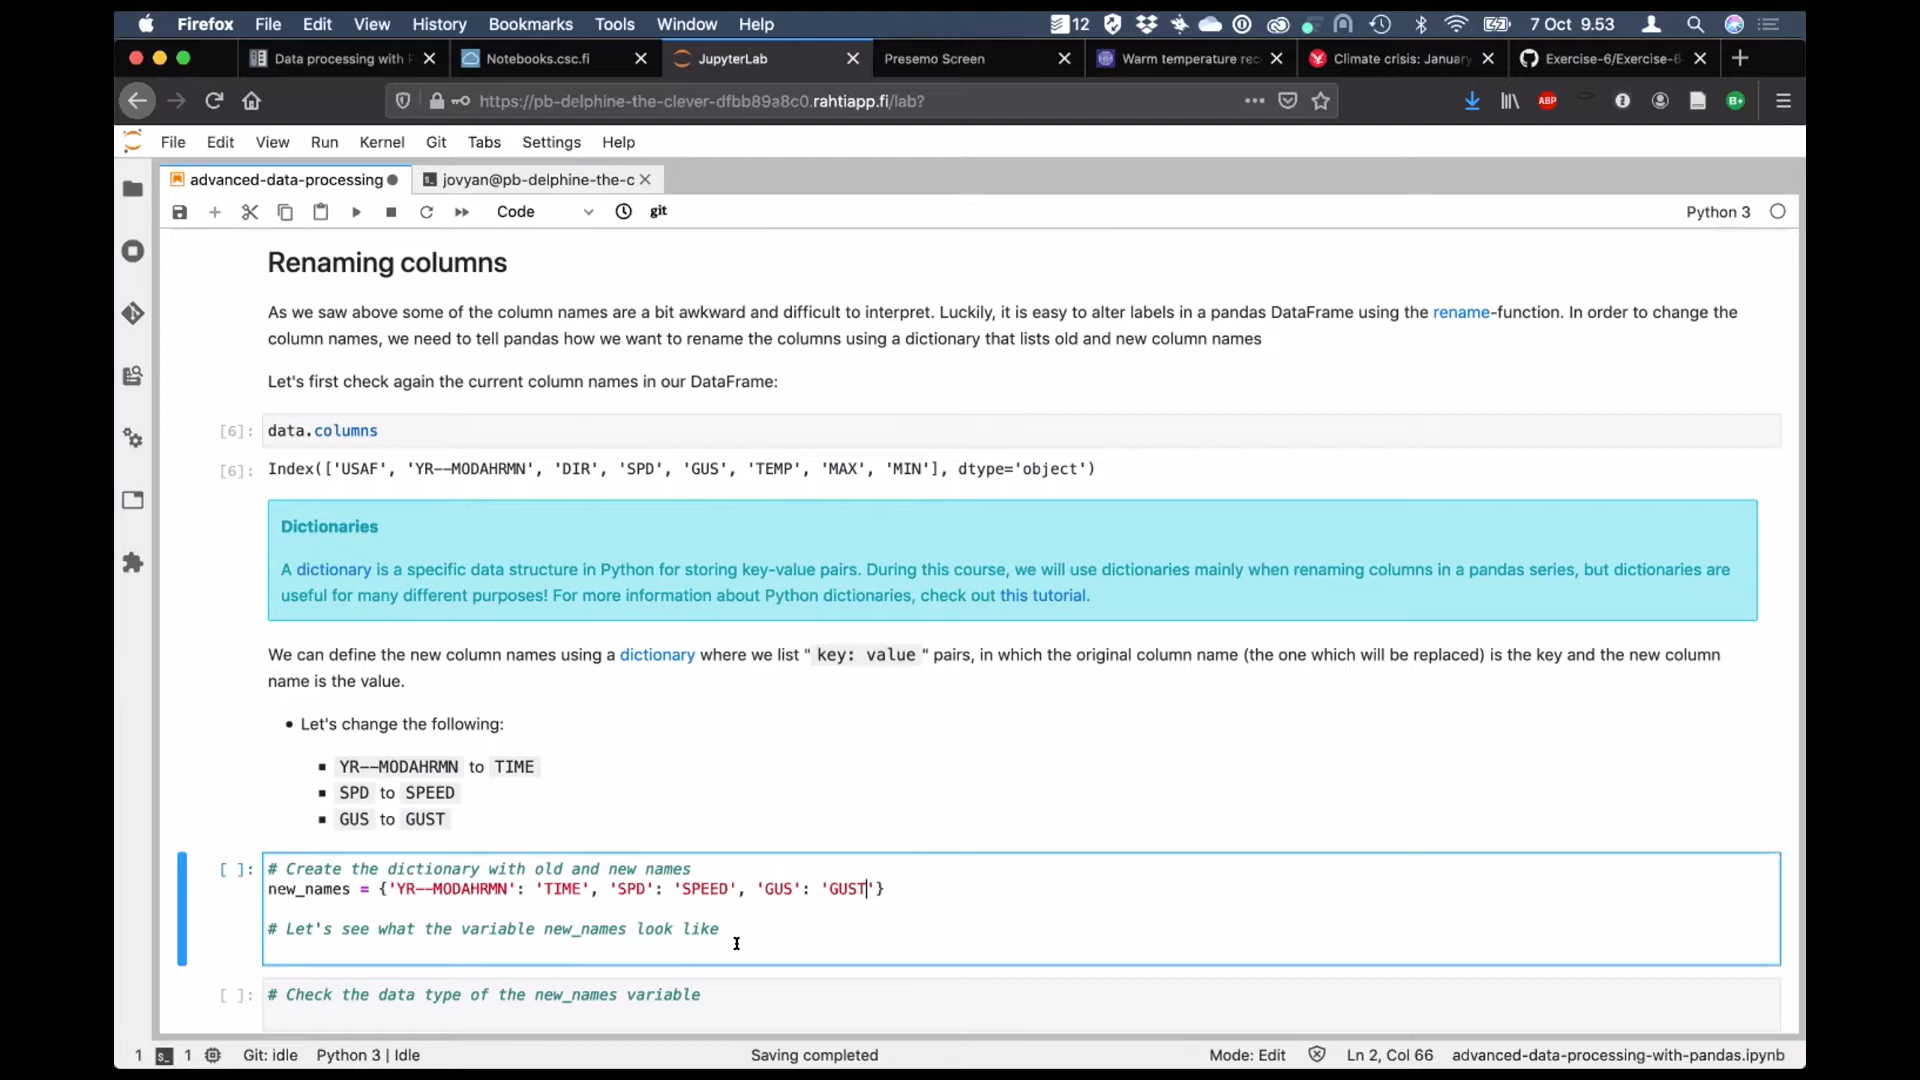 Firefox File Edit View History Bookmarks Tools Window Help 12 7 Oct 9.53
Data processing with P Notebooks.csc.fi JupyterLab Presemo Screen Warm temperature rec Climate crisis: January Exercise-6/Exercise-6
https://pb-delphine-the-clever-dfbb89a8c0.rahtiapp.fi/lab? ABP B+
File Edit View Run Kernel Git Tabs Settings Help
advanced-data-processing jovyan@pb-delphine-the-c
Code git Python 3
Renaming columns
As we saw above some of the column names are a bit awkward and difficult to interpret. Luckily, it is easy to alter labels in a pandas DataFrame using the rename-function. In order to change the
column names, we need to tell pandas how we want to rename the columns using a dictionary that lists old and new column names
Let's first check again the current column names in our DataFrame:
[6]: data.columns
[6]: Index(['USAF', 'YR--MODAHRMN', 'DIR', 'SPD', 'GUS', 'TEMP', 'MAX', 'MIN'], dtype='object')
Dictionaries
A dictionary is a specific data structure in Python for storing key-value pairs. During this course, we will use dictionaries mainly when renaming columns in a pandas series, but dictionaries are
useful for many different purposes! For more information about Python dictionaries, check out this tutorial.
We can define the new column names using a dictionary where we list " key: value " pairs, in which the original column name (the one which will be replaced) is the key and the new column
name is the value.
• Let's change the following:
▪ YR--MODAHRMN to TIME
▪ SPD to SPEED
▪ GUS to GUST
[ ]: # Create the dictionary with old and new names
new_names = {'YR--MODAHRMN': 'TIME', 'SPD': 'SPEED', 'GUS': 'GUST'}
# Let's see what the variable new_names look like
[ ]: # Check the data type of the new_names variable
1 1 Git: idle Python 3 | Idle Saving completed Mode: Edit Ln 2, Col 66 advanced-data-processing-with-pandas.ipynb